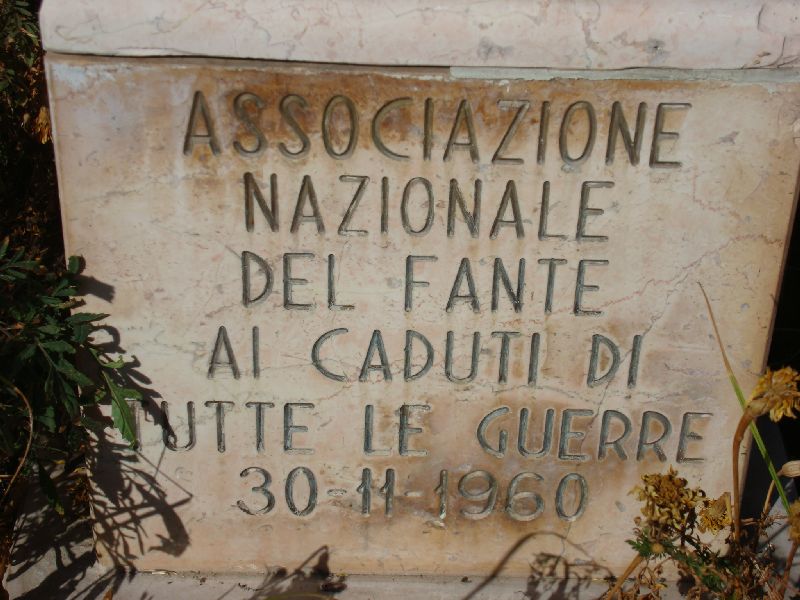 ASSOCIAZIONE
NAZIONALE
DEL FANTE
AI CADUTI DI
TUTTE LE GUERRE
30-11-1960